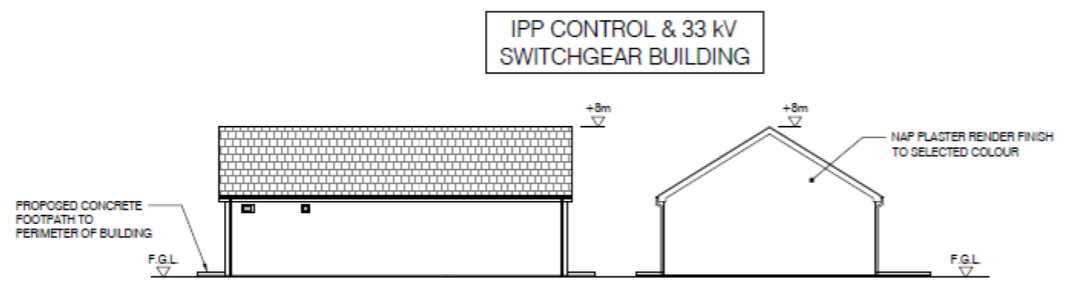 IPP CONTROL & 33 kV
SWITCHGEAR BUILDING
+8m
+8m
NAP PLASTER RENDER FINISH
TO SELECTED COLOUR
PROPOSED CONCRETE
FOOTPATH TO
PERIMETER OF BUILDING
F.G.L.
F.G.L.